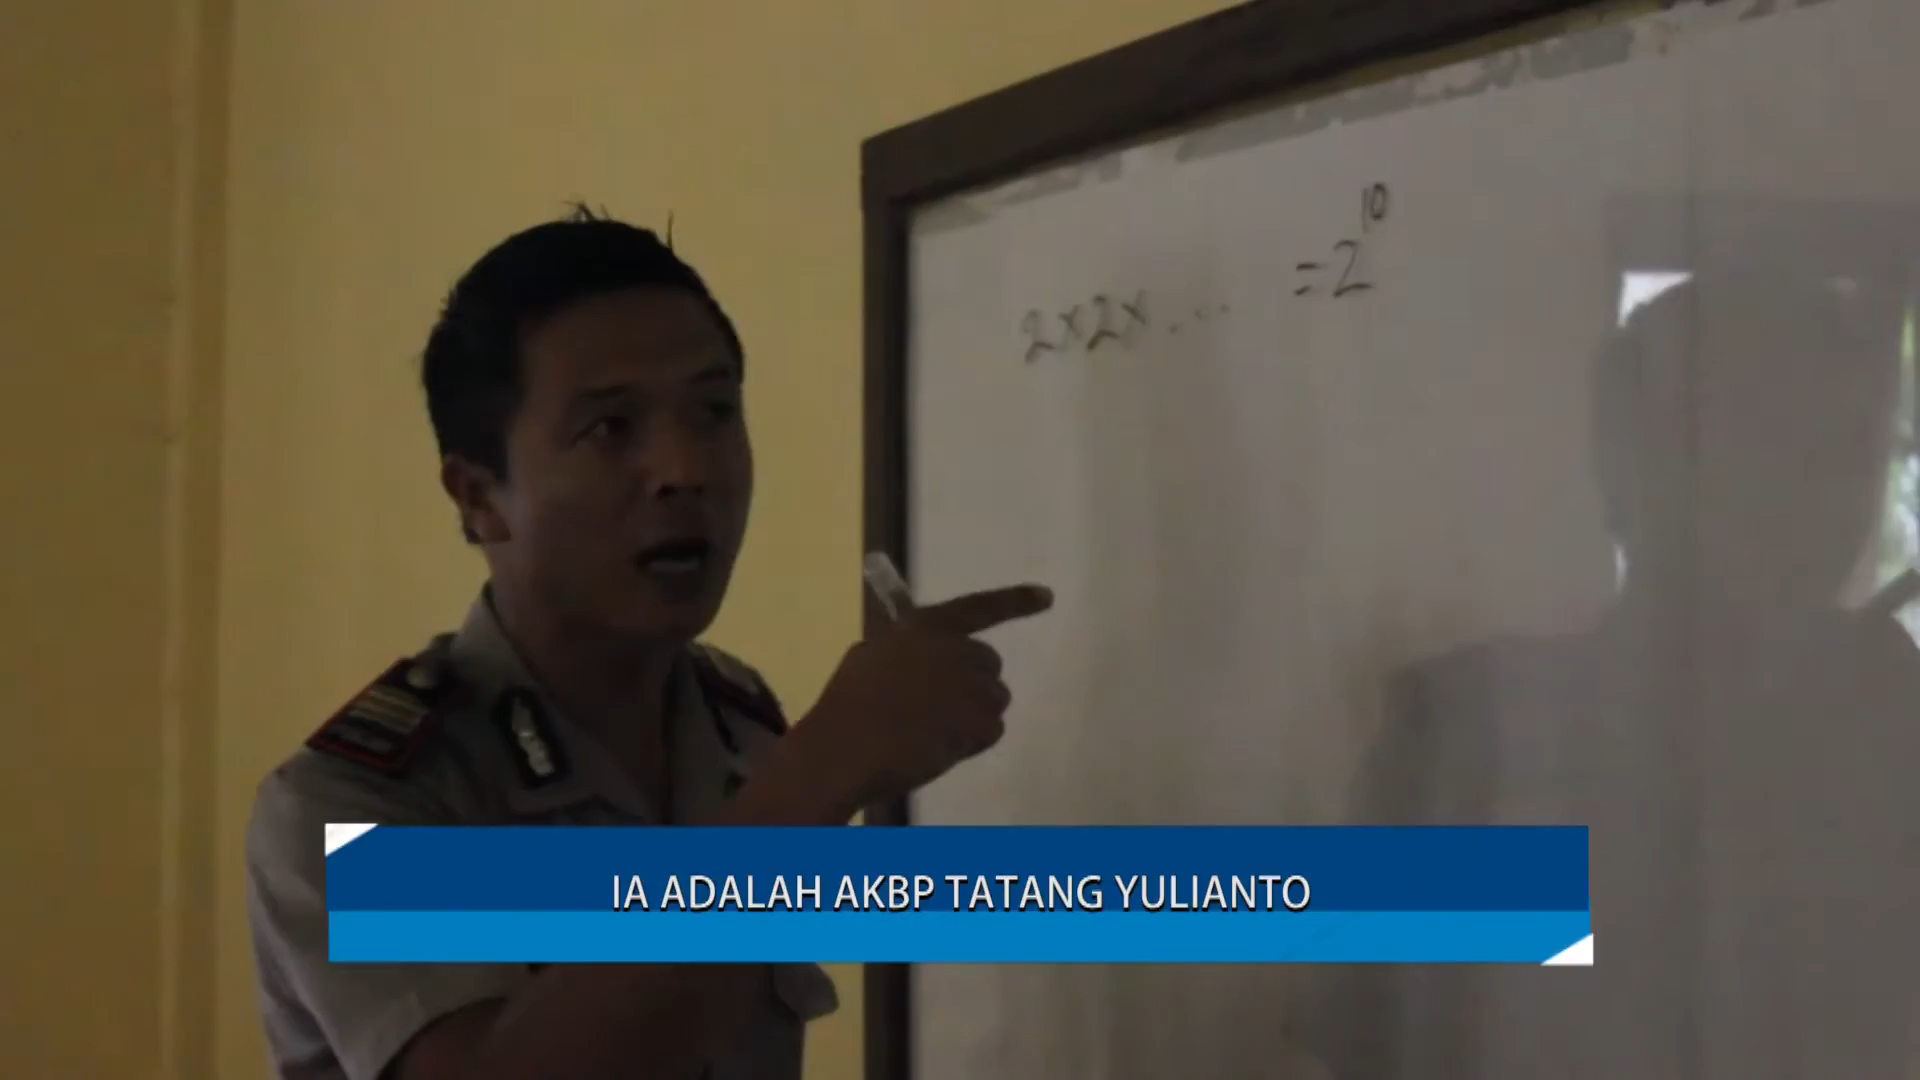 2x2x.... =2^10
IA ADALAH AKBP TATANG YULIANTO